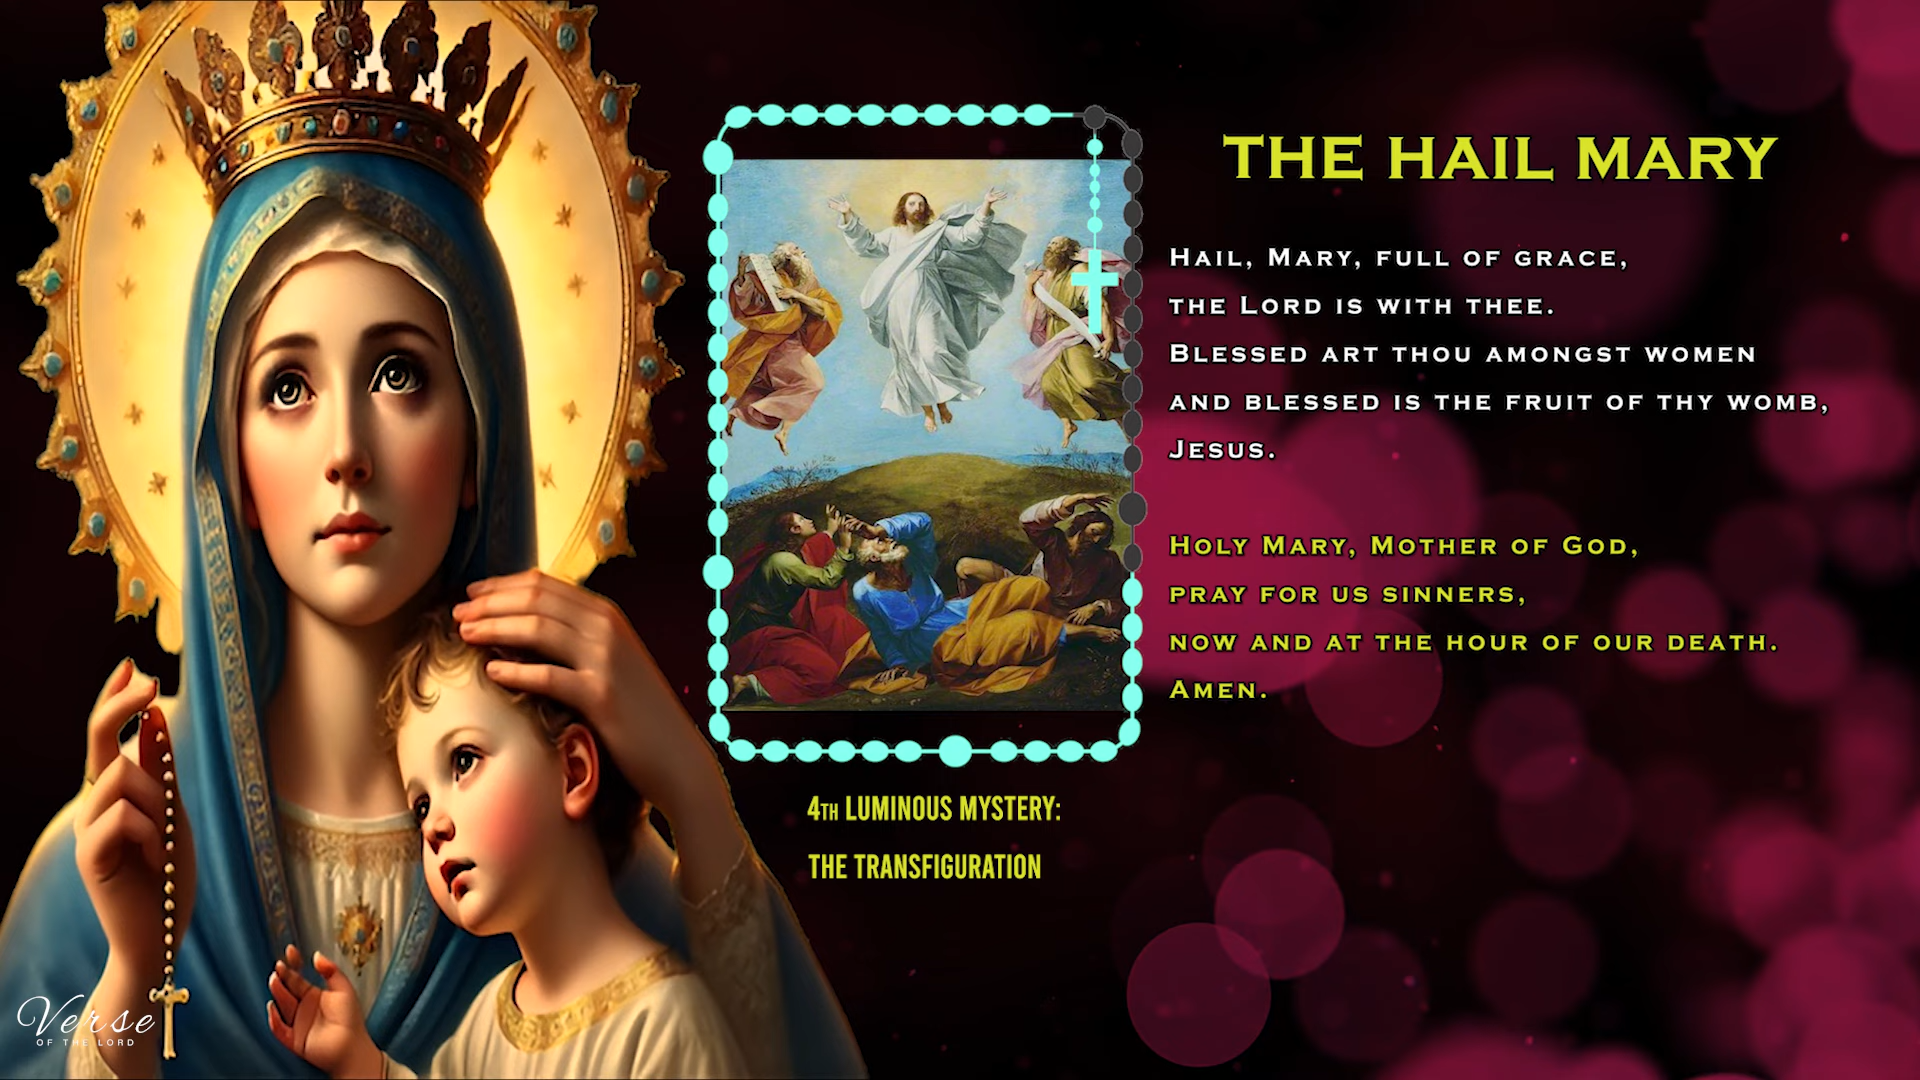 THE HAIL MARY
Hail, Mary, full of grace,
the Lord is with thee.
Blessed art thou amongst women
and blessed is the fruit of thy womb,
Jesus.
Holy Mary, Mother of God,
pray for us sinners,
now and at the hour of our death.
Amen.
4TH LUMINOUS MYSTERY:
THE TRANSFIGURATION
Verse
OF THE LORD